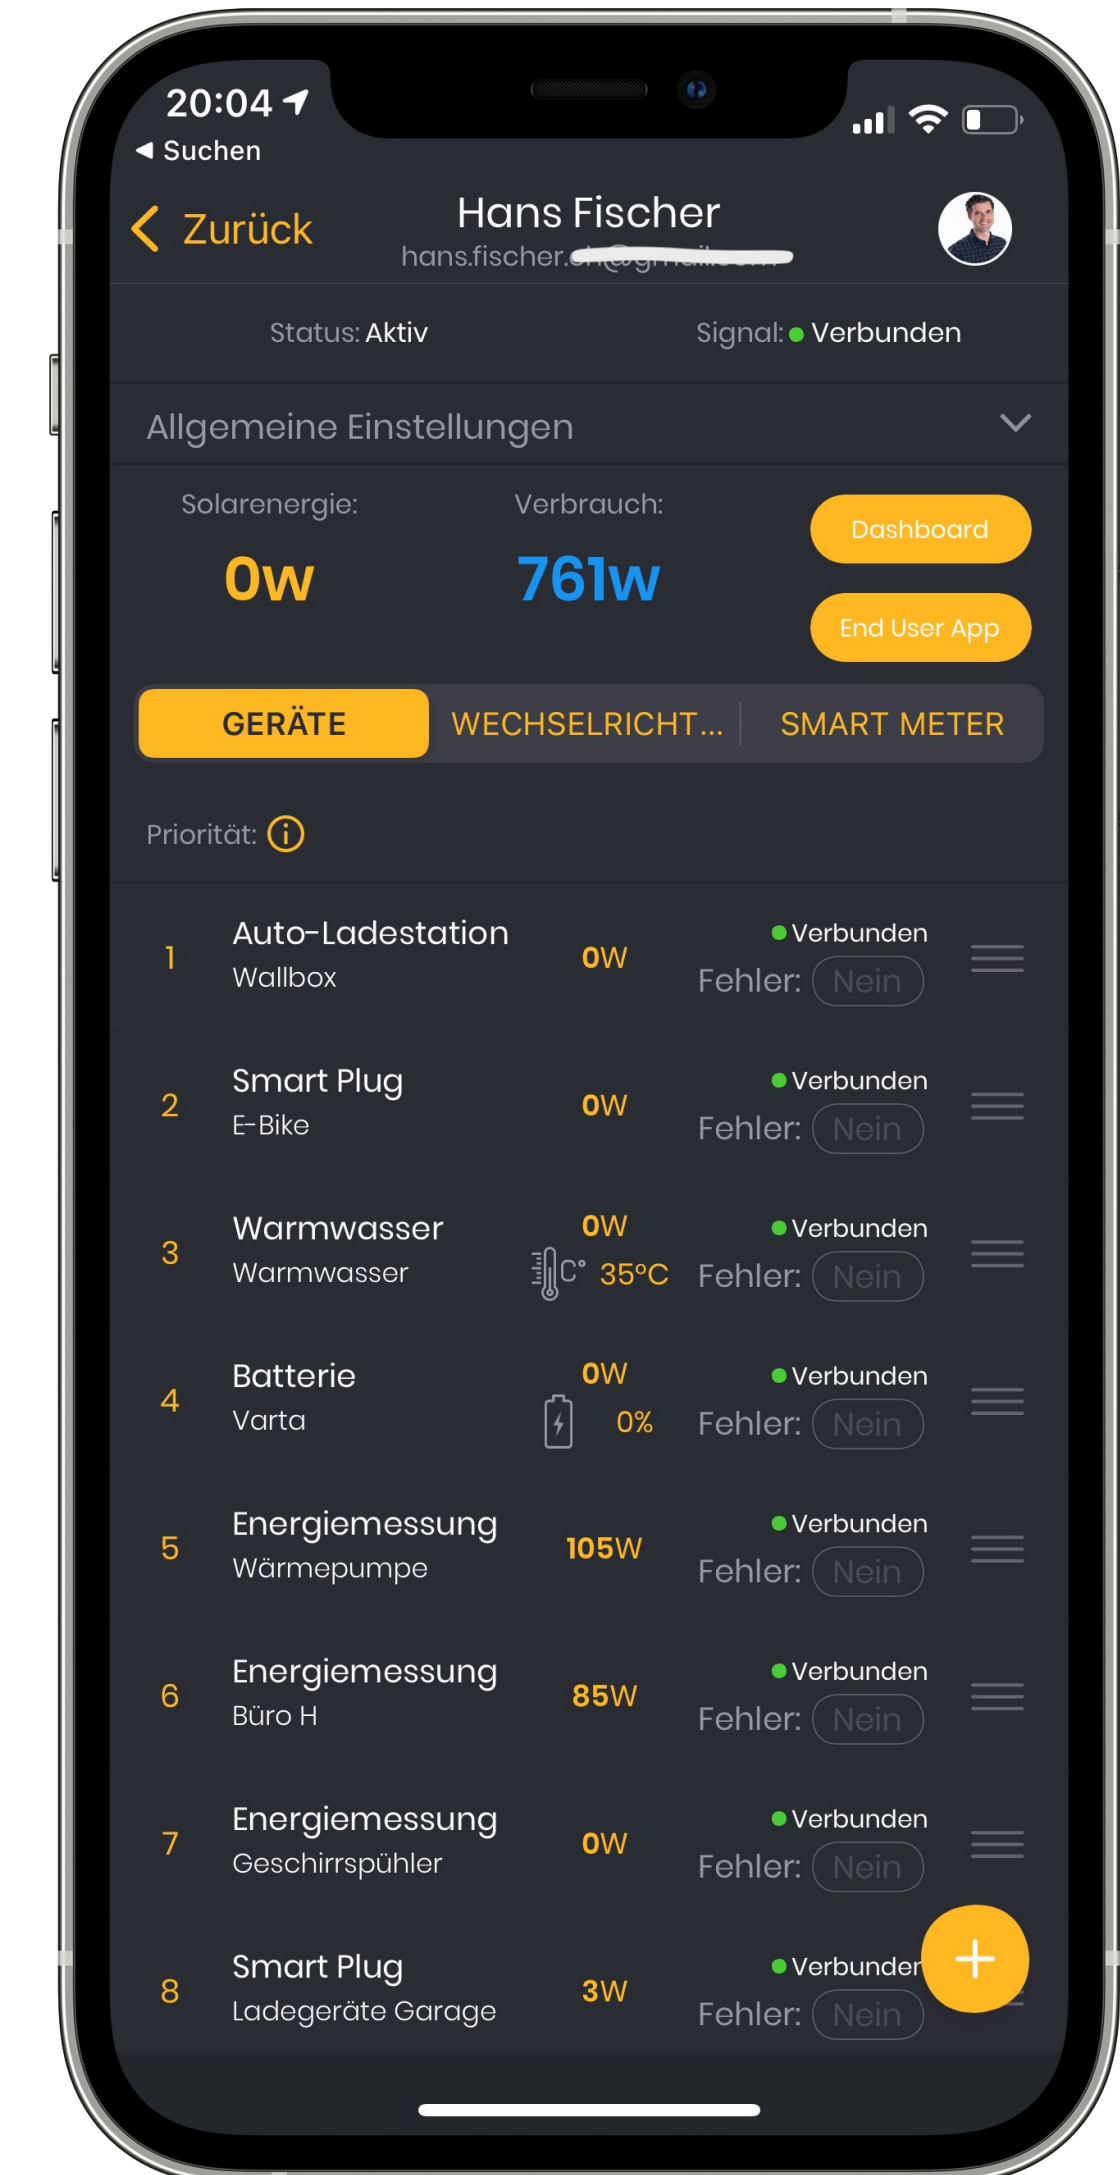 20:04
Suchen
Zurück
Hans Fischer
hans.fischer.
Status: Aktiv
Signal: Verbunden
Allgemeine Einstellungen
Solarenergie:
Verbrauch:
Dashboard
0w
761w
End User App
GERÄTE
WECHSELRICHT...
SMART METER
Priorität:
1
Auto-Ladestation
Wallbox
0W
Verbunden
Fehler: Nein
2
Smart Plug
E-Bike
0W
Verbunden
Fehler: Nein
3
Warmwasser
Warmwasser
0W
C° 35°C
Verbunden
Fehler: Nein
4
Batterie
Varta
0W
0%
Verbunden
Fehler: Nein
5
Energiemessung
Wärmepumpe
105W
Verbunden
Fehler: Nein
6
Energiemessung
Büro H
85W
Verbunden
Fehler: Nein
7
Energiemessung
Geschirrspühler
0W
Verbunden
Fehler: Nein
8
Smart Plug
Ladegeräte Garage
3W
Verbunden
Fehler: Nein
+